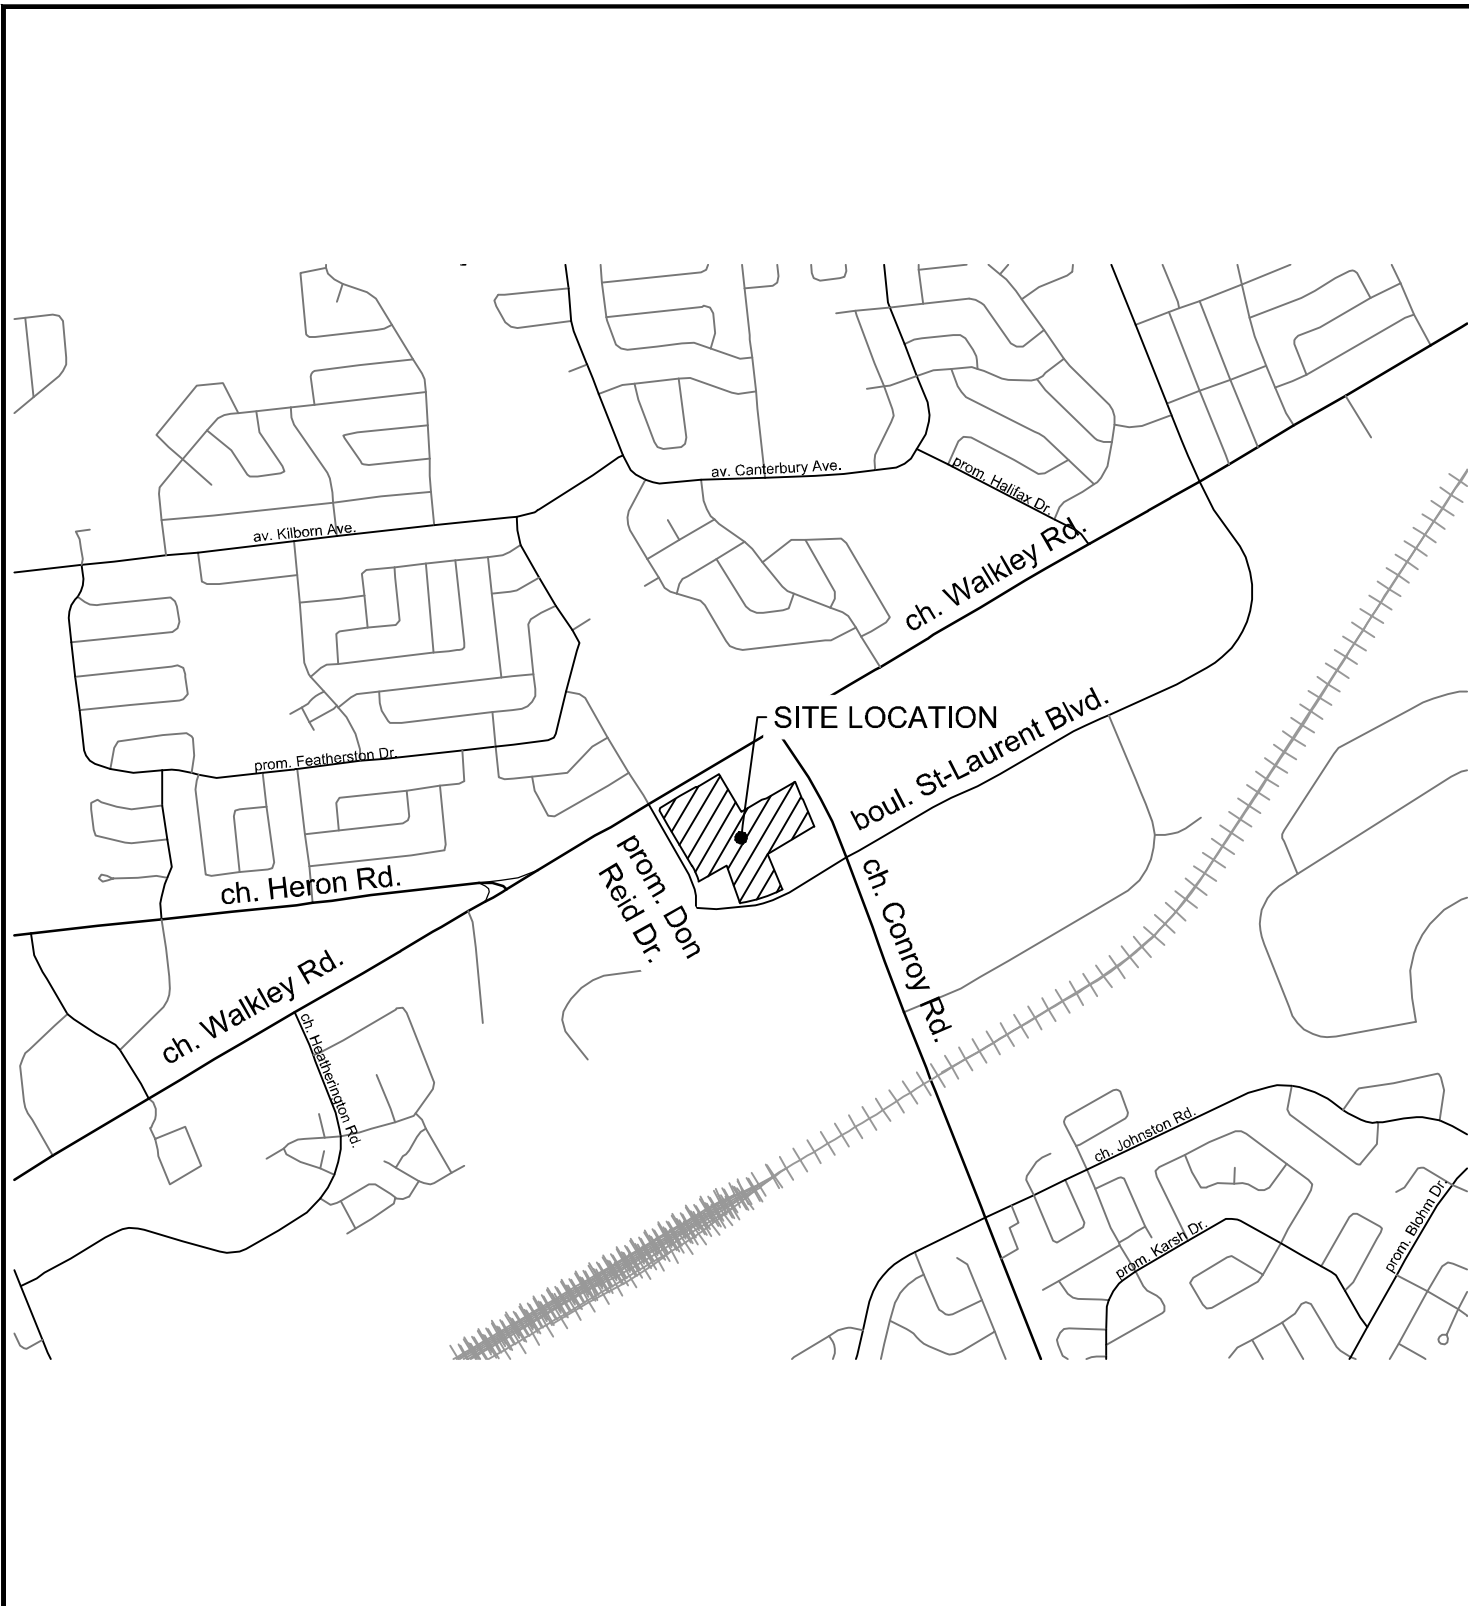 av. Canterbury Ave.
prom. Halifax Dr.
av. Kilborn Ave.
ch. Walkley Rd.
SITE LOCATION
boul. St-Laurent Blvd.
prom. Featherston Dr.
prom. Don
Reid Dr.
ch. Heron Rd.
ch. Conroy Rd.
ch. Walkley Rd.
ch. Heatherington Rd.
ch. Johnston Rd.
prom. Karsh Dr.
prom. Blohm Dr.